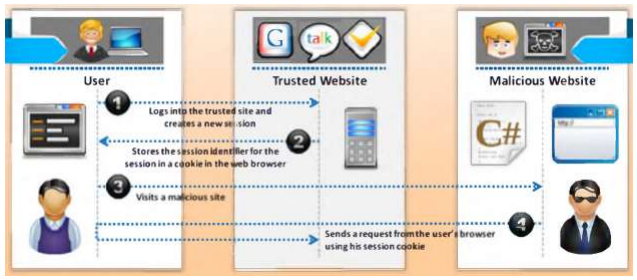 G
talk
User
Trusted Website
Malicious Website
1
Logs into the trusted site and
creates a new session
2
Stores the session identifier for the
session in a cookie in the web browser
C#
http://
3
Visits a malicious site
4
Sends a request from the user's browser
using his session cookie